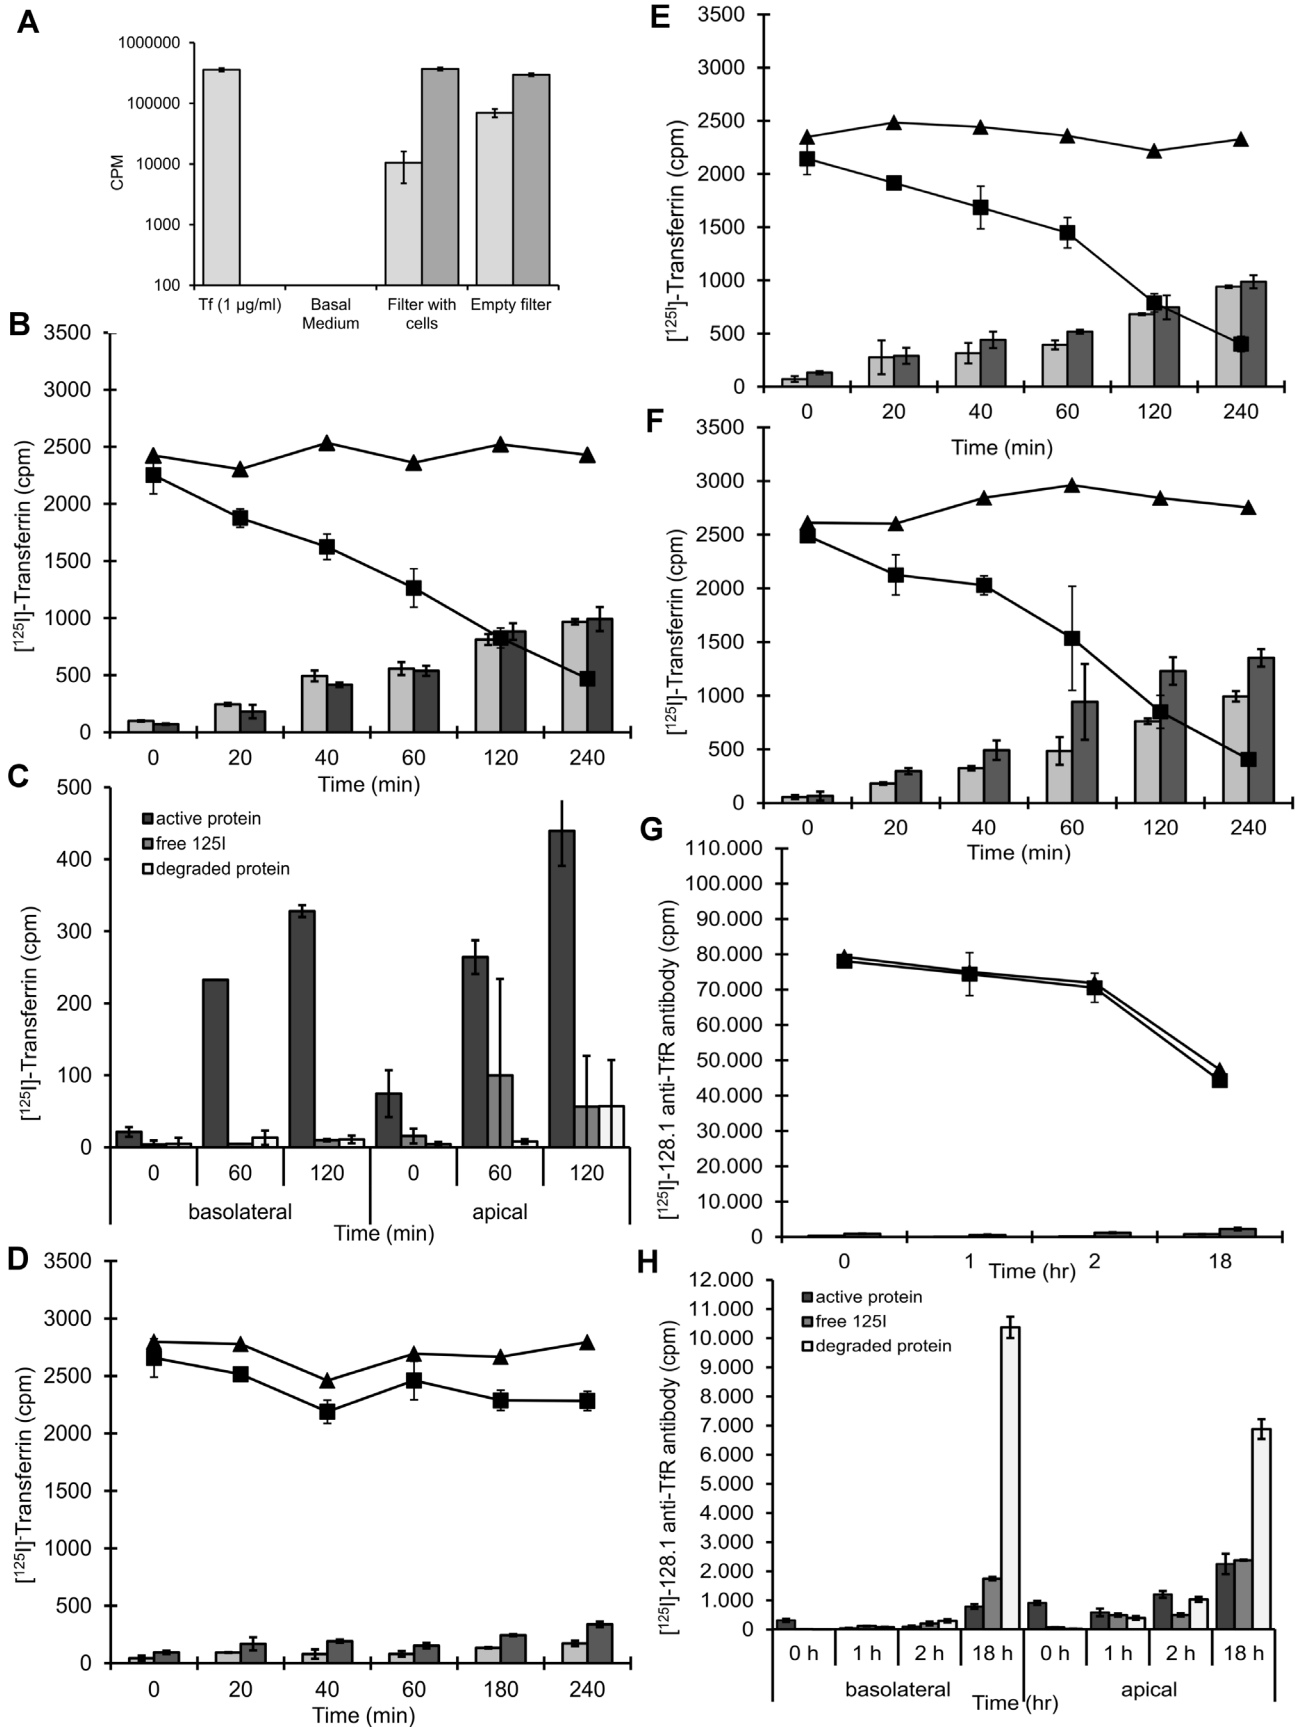 A
1000000
100000
10000
1000
100
CPM
Tf (1 µg/ml)
Basal
Medium
Filter with
cells
Empty filter
B
3500
3000
2500
2000
1500
1000
500
0
[125I]-Transferrin (cpm)
0 20 40 60 120 240
Time (min)
C
500
400
300
200
100
0
[125I]-Transferrin (cpm)
active protein
free 125I
degraded protein
0 60 120 0 60 120
basolateral apical
Time (min)
D
3500
3000
2500
2000
1500
1000
500
0
[125I]-Transferrin (cpm)
0 20 40 60 180 240
Time (min)
E
3500
3000
2500
2000
1500
1000
500
0
[125I]-Transferrin (cpm)
0 20 40 60 120 240
Time (min)
F
3500
3000
2500
2000
1500
1000
500
0
[125I]-Transferrin (cpm)
0 20 40 60 120 240
Time (min)
G
110.000
100.000
90.000
80.000
70.000
60.000
50.000
40.000
30.000
20.000
10.000
0
[125I]-128.1 anti-TfR antibody (cpm)
0 1 2 18
Time (hr)
H
12.000
11.000
10.000
9.000
8.000
7.000
6.000
5.000
4.000
3.000
2.000
1.000
0
[125I]-128.1 anti-TfR antibody (cpm)
active protein
free 125I
degraded protein
0 h 1 h 2 h 18 h 0 h 1 h 2 h 18 h
basolateral apical
Time (hr)